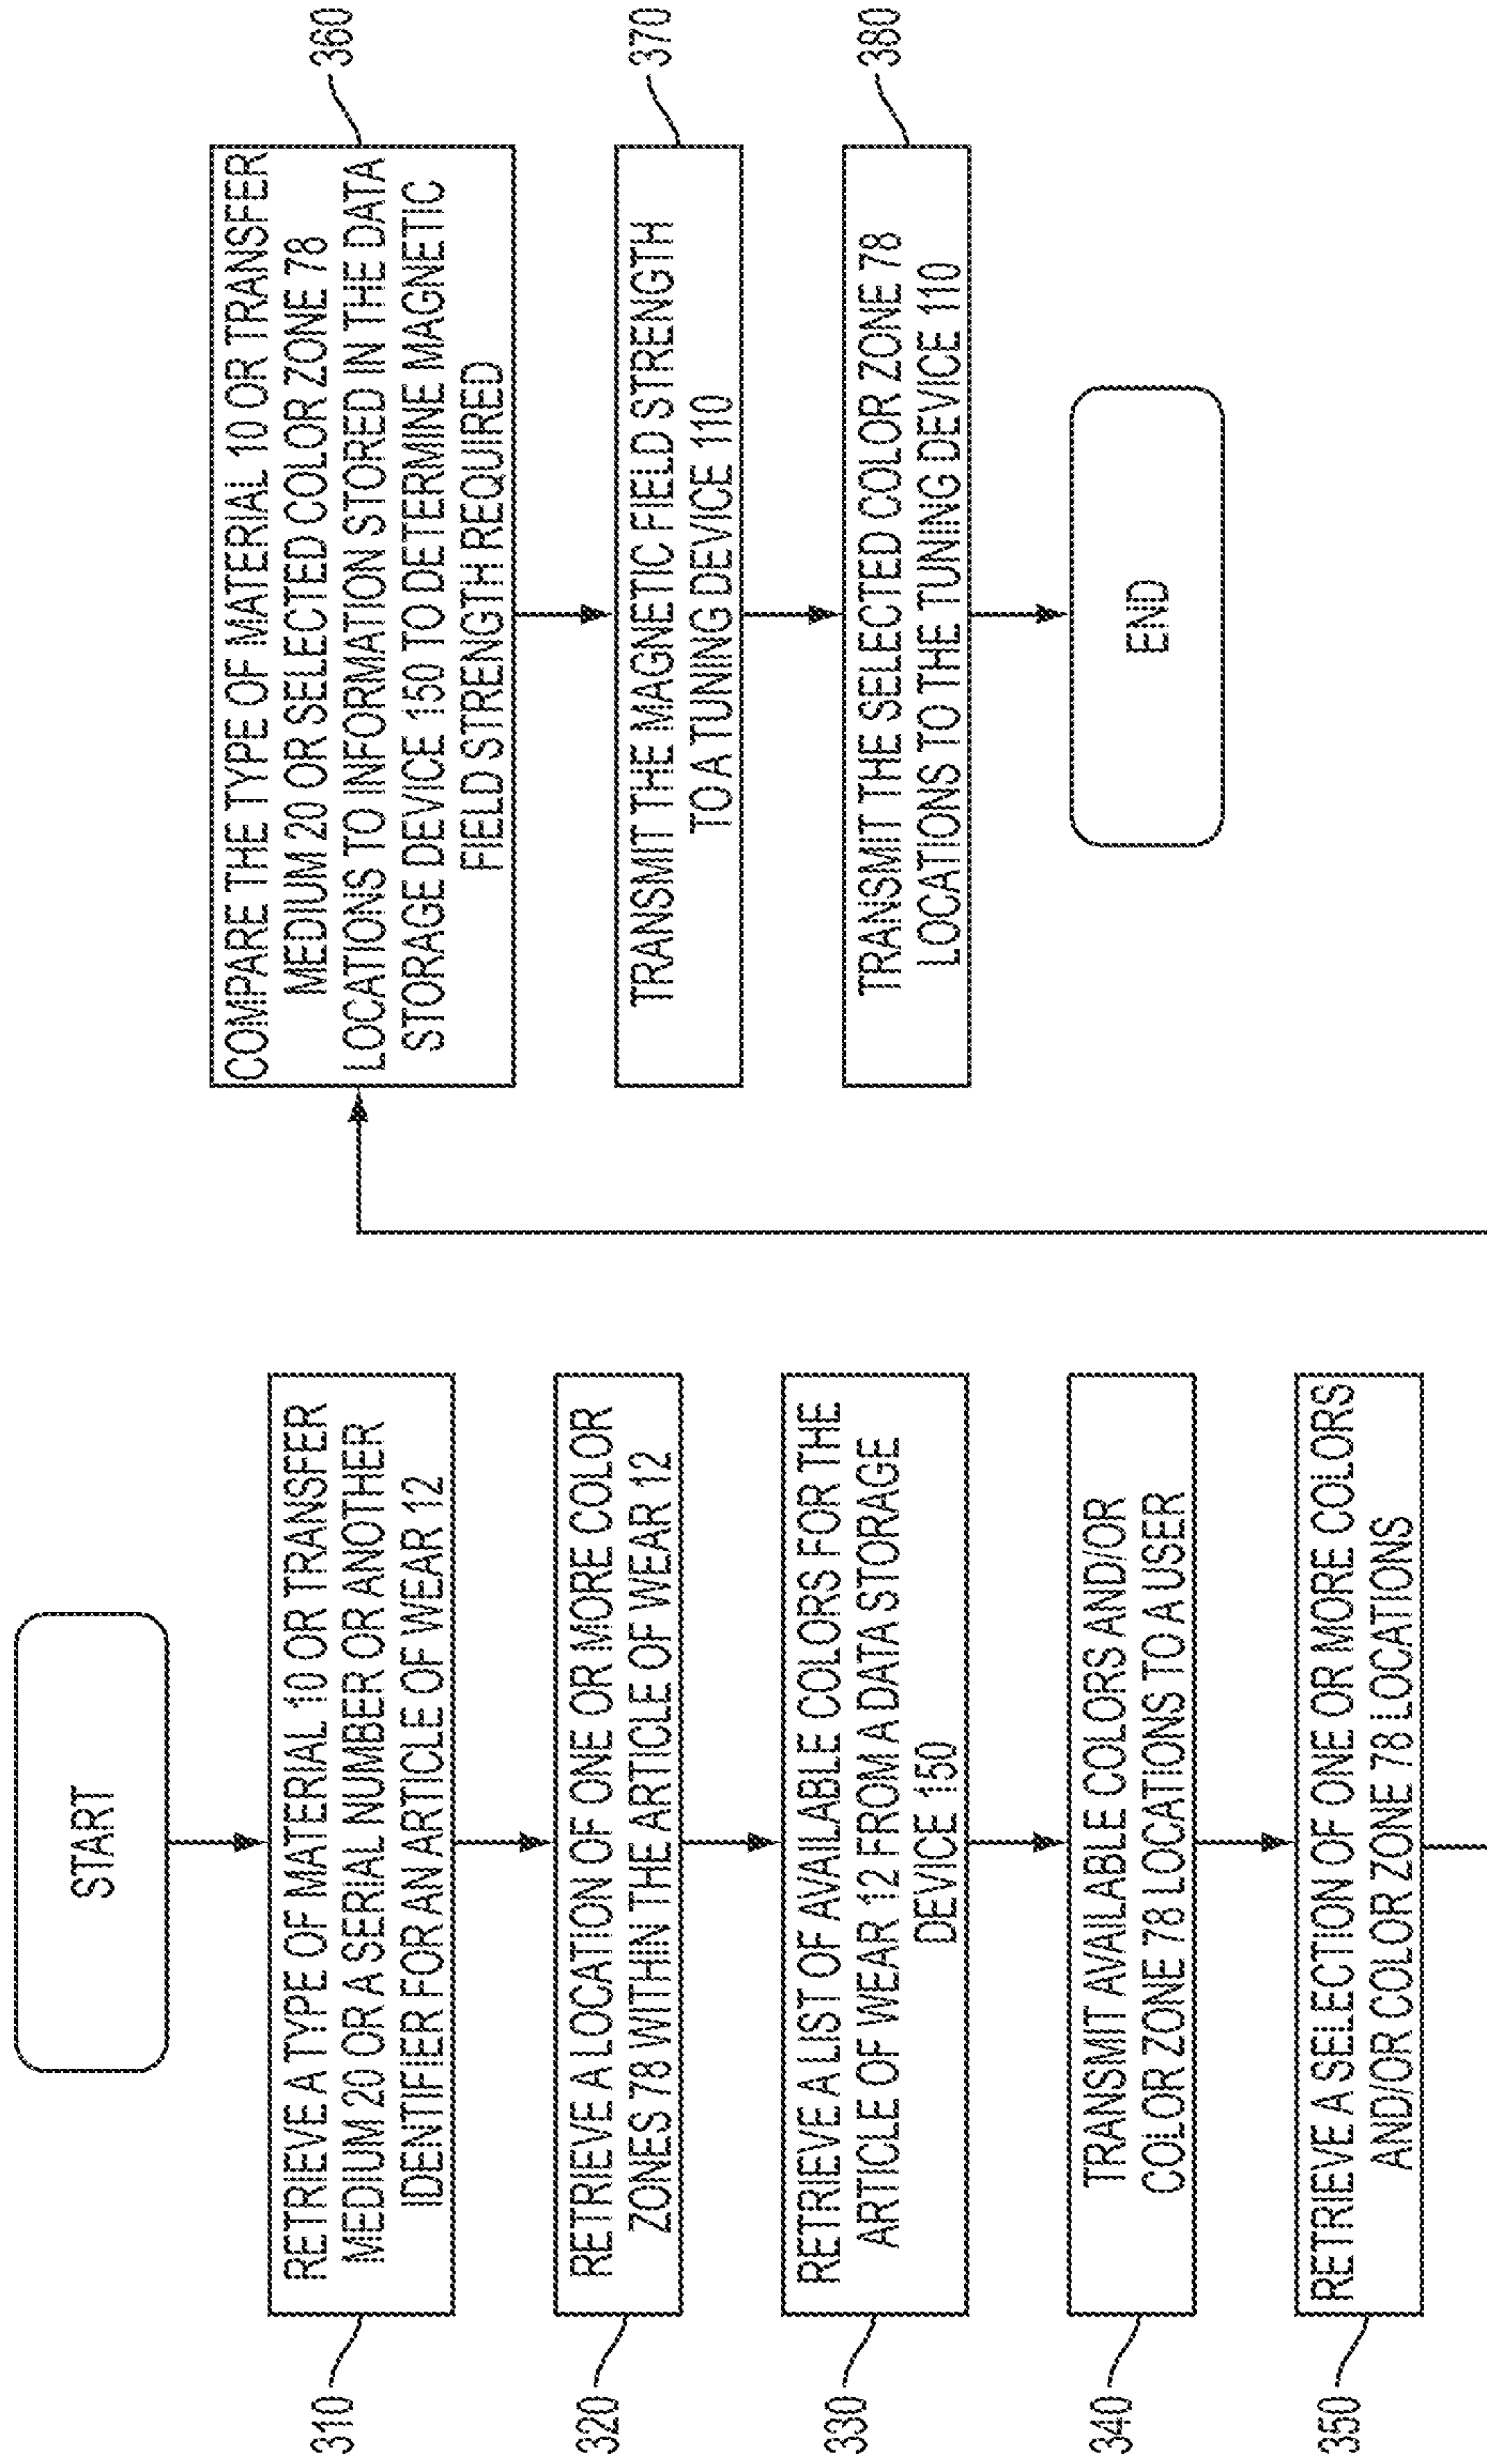 START
310
RETRIEVE A TYPE OF MATERIAL 10 OR TRANSFER
MEDIUM 20 OR A SERIAL NUMBER OR ANOTHER
IDENTIFIER FOR AN ARTICLE OF WEAR 12
320
RETRIEVE A LOCATION OF ONE OR MORE COLOR
ZONES 78 WITHIN THE ARTICLE OF WEAR 12
330
RETRIEVE A LIST OF AVAILABLE COLORS FOR THE
ARTICLE OF WEAR 12 FROM A DATA STORAGE
DEVICE 150
340
TRANSMIT AVAILABLE COLORS AND/OR
COLOR ZONE 78 LOCATIONS TO A USER
350
RETRIEVE A SELECTION OF ONE OR MORE COLORS
AND/OR COLOR ZONE 78 LOCATIONS
360
COMPARE THE TYPE OF MATERIAL 10 OR TRANSFER
MEDIUM 20 OR SELECTED COLOR ZONE 78
LOCATIONS TO INFORMATION STORED IN THE DATA
STORAGE DEVICE 150 TO DETERMINE MAGNETIC
FIELD STRENGTH REQUIRED
370
TRANSMIT THE MAGNETIC FIELD STRENGTH
TO A TUNING DEVICE 110
380
TRANSMIT THE SELECTED COLOR ZONE 78
LOCATIONS TO THE TUNING DEVICE 110
END